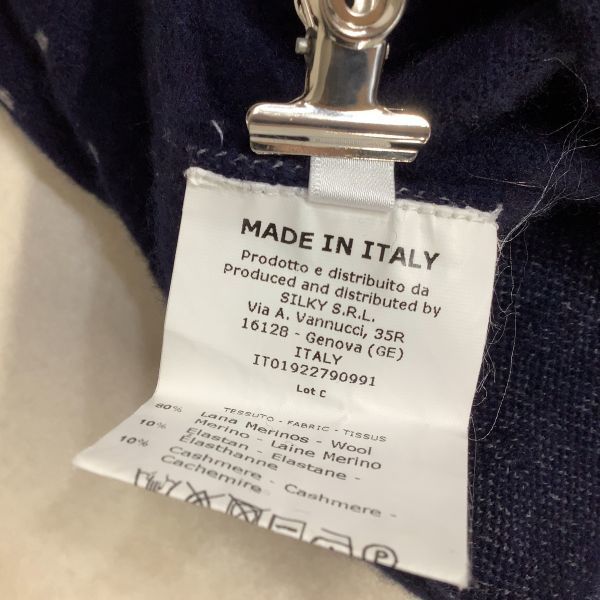 MADE IN ITALY
Prodotto e distribuito da
produced and distributed by
SILKY S.R.L.
Via A. Vannucci, 35R
16128 - Genova (GE)
ITALY
IT01922790991
Lot C
TESSUTO - FABRIC - TISSUS
80% Lana Merinos - Wool
Merino - Laine Merino
10% Elastan - Elastane -
Élasthanne
10% Cashmere - Cashmere -
Cachemire
P